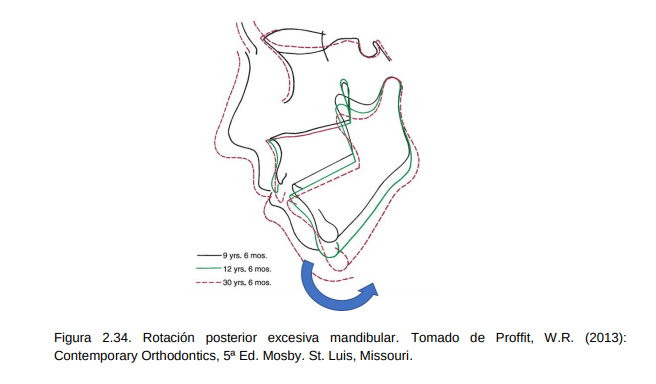 9 yrs. 6 mos.
12 yrs. 6 mos.
30 yrs, 6 mos.
Figura 2.34. Rotación posterior excesiva mandibular. Tomado de Proffit, W.R. (2013):
Contemporary Orthodontics, 5ª Ed. Mosby. St. Luis, Missouri.